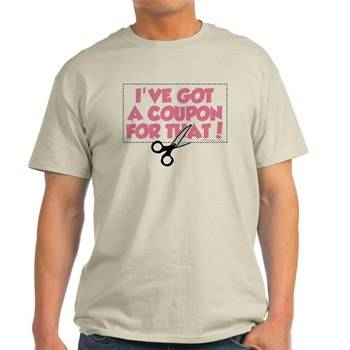 I'VE GOT
A COUPON
FOR THAT !